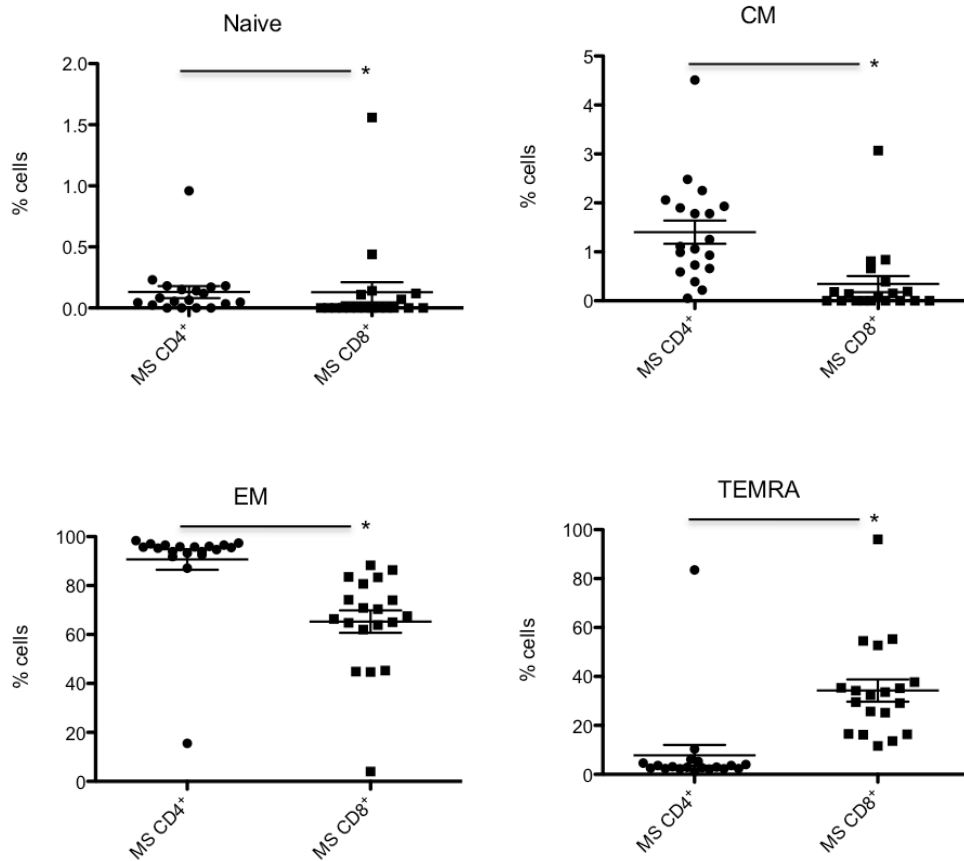 Naive
*
% cells
2.0
1.5
1.0
0.5
0.0
MS CD4⁺
MS CD8⁺
CM
*
% cells
5
4
3
2
1
0
MS CD4⁺
MS CD8⁺
EM
*
% cells
100
80
60
40
20
0
MS CD4⁺
MS CD8⁺
TEMRA
*
% cells
100
80
60
40
20
0
MS CD4⁺
MS CD8⁺